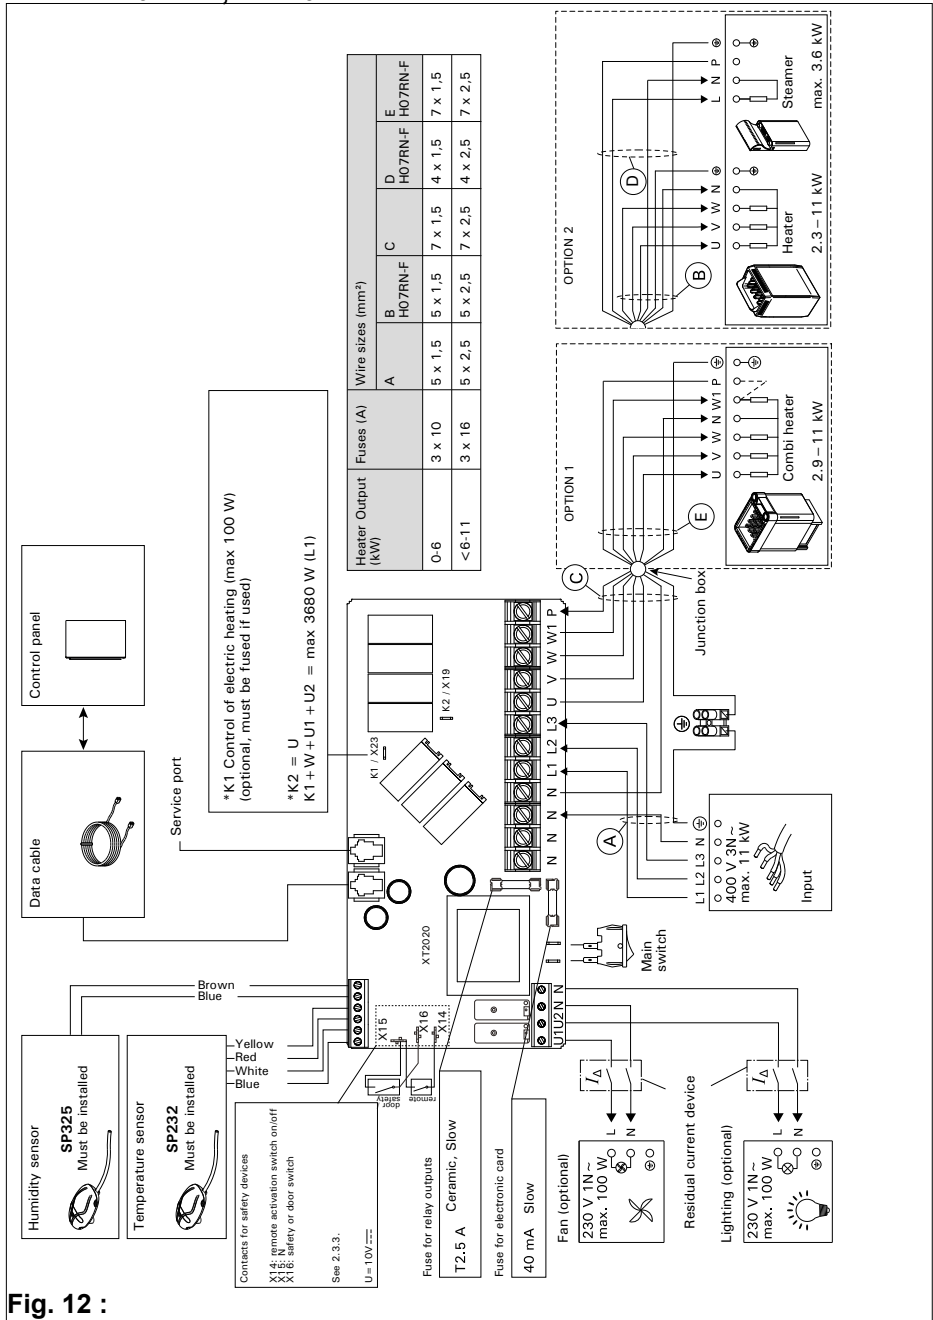 Humidity sensor
SP325
Must be installed
Temperature sensor
SP232
Must be installed
Brown
Blue
Yellow
Red
White
Blue
Data cable
Control panel
Service port
*K1 Control of electric heating (max 100 W)
(optional, must be fused if used)
*K2 = U
K1+W+U1+U2 = max 3680 W (L1)
Heater Output (kW)
Fuses (A)
Wire sizes (mm²)
A
B H07RN-F
C
D H07RN-F
E H07RN-F
0-6
3 x 10
5 x 1,5
5 x 1,5
7 x 1,5
4 x 1,5
7 x 1,5
<6-11
3 x 16
5 x 2,5
5 x 2,5
7 x 2,5
4 x 2,5
7 x 2,5
Contacts for safety devices
X14: remote activation switch on/off
X15: N
X16: safety or door switch
See 2.3.3.
U=10V
door safety
remote
X15
X16
X14
XT2020
K1 / X23
K2 / X19
U1 U2 N N
N N N N L1 L2 L3 U V W W1 P
Fuse for relay outputs
T2.5 A Ceramic, Slow
Fuse for electronic card
40 mA Slow
Main switch
Fan (optional)
230 V 1N~
max. 100 W
L
N
I∆
Residual current device
Lighting (optional)
230 V 1N~
max. 100 W
L
N
I∆
L1 L2 L3 N
400 V 3N~
max. 11 kW
Input
A
C
Junction box
OPTION 1
E
U V W N W1 P
Combi heater
2.9 – 11 kW
OPTION 2
B
D
U V W N
Heater
2.3 – 11 kW
L N P
Steamer
max. 3.6 kW
Fig. 12 :